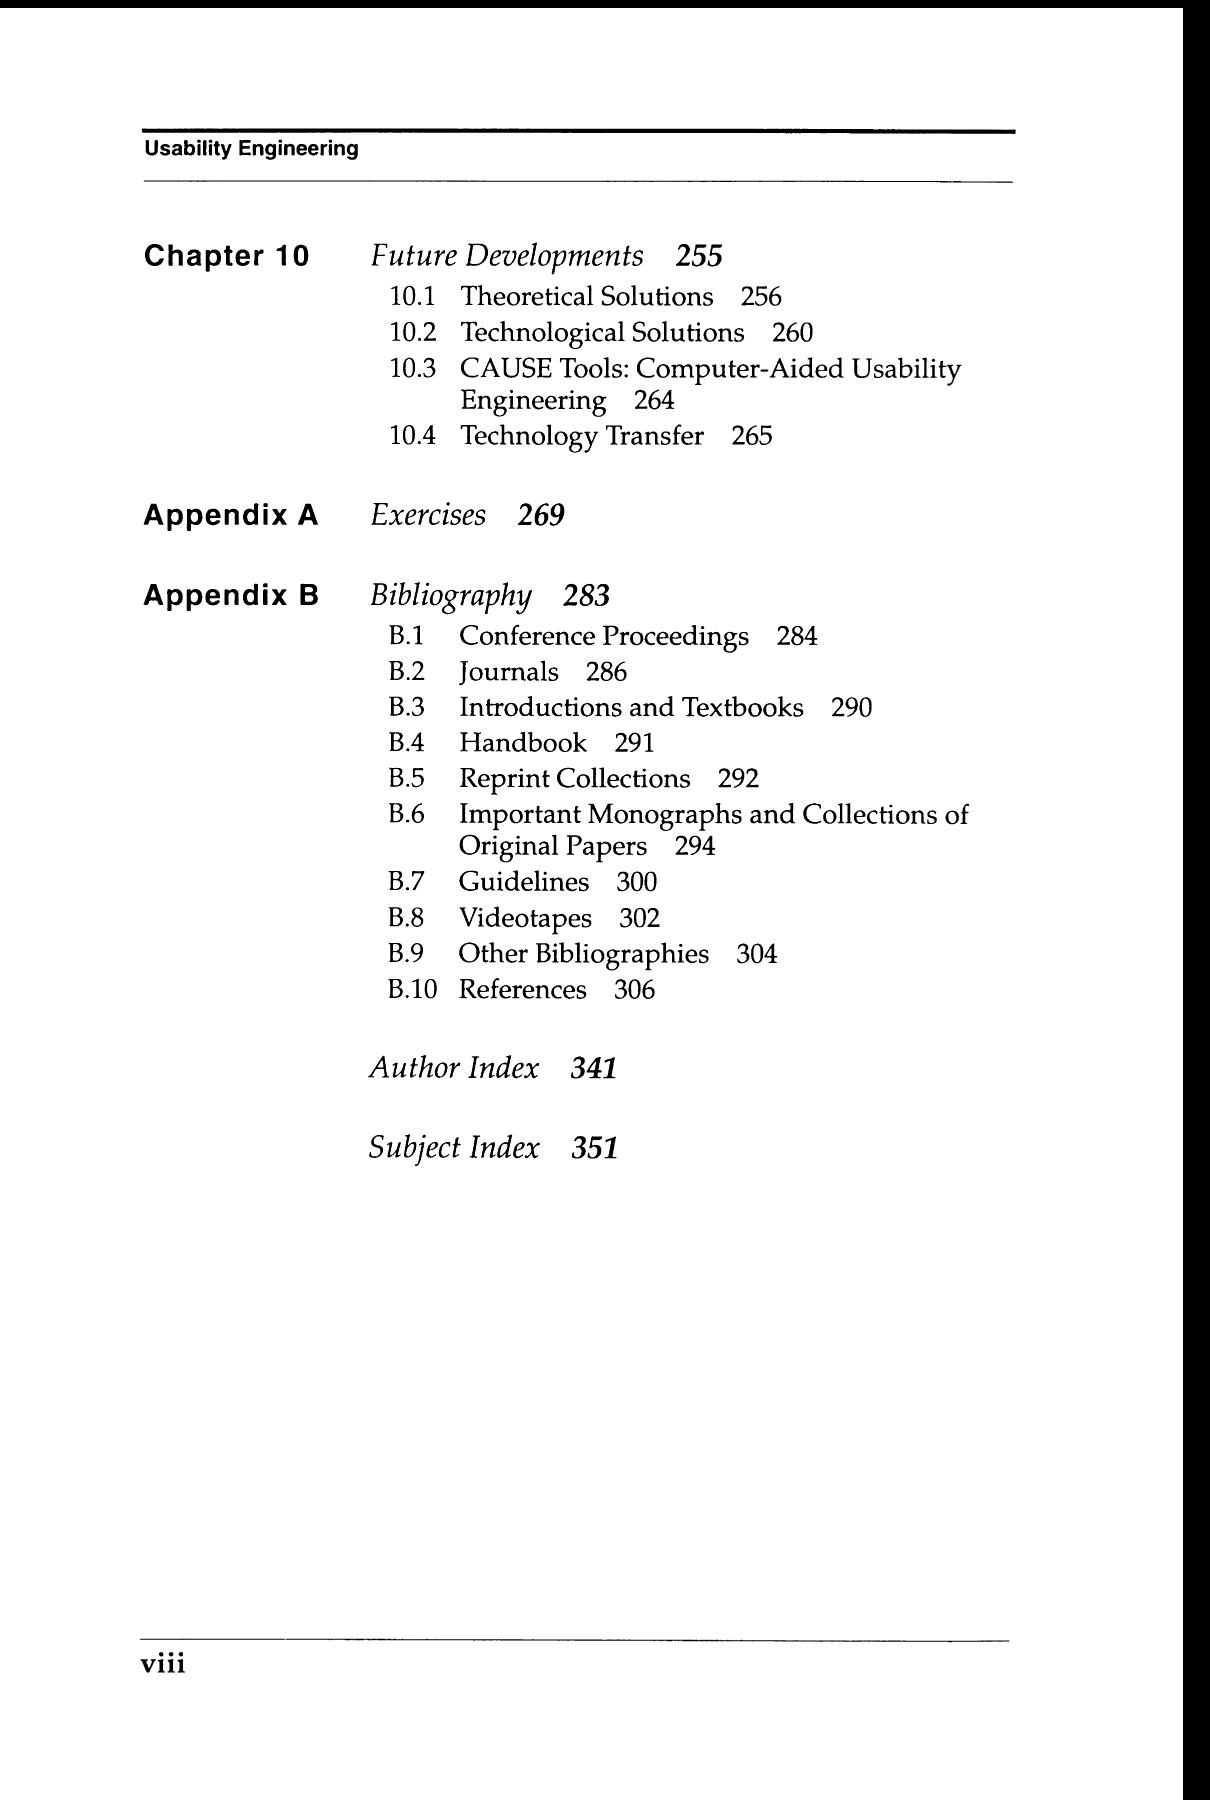 Usability Engineering
Chapter 10 Future Developments 255
10.1 Theoretical Solutions 256
10.2 Technological Solutions 260
10.3 CAUSE Tools: Computer-Aided Usability
Engineering 264
10.4 Technology Transfer 265
Appendix A Exercises 269
Appendix B Bibliography 283
B.1 Conference Proceedings 284
B.2 Journals 286
B.3 Introductions and Textbooks 290
B.4 Handbook 291
B.5 Reprint Collections 292
B.6 Important Monographs and Collections of
Original Papers 294
B.7 Guidelines 300
B.8 Videotapes 302
B.9 Other Bibliographies 304
B.10 References 306
Author Index 341
Subject Index 351
viii